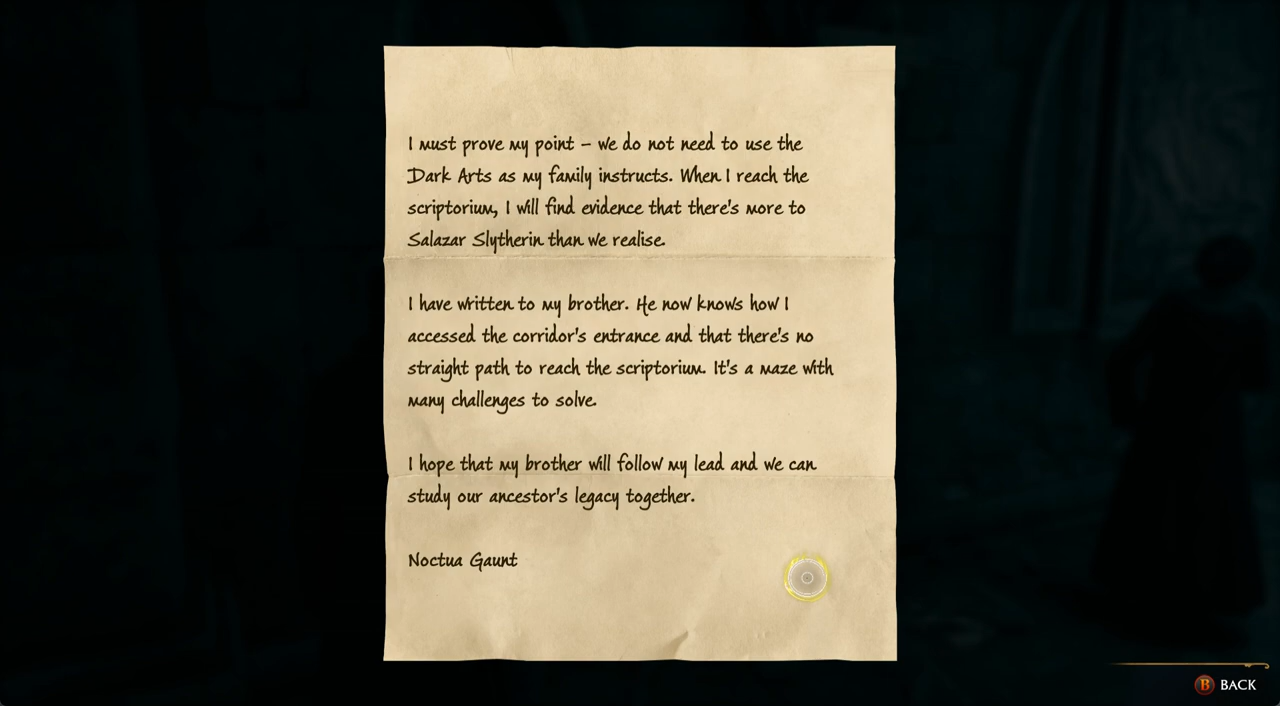 I must prove my point – we do not need to use the
Dark Arts as my family instructs. When I reach the
scriptorium, I will find evidence that there's more to
Salazar Slytherin than we realise.
I have written to my brother. He now knows how I
accessed the corridor's entrance and that there's no
straight path to reach the scriptorium. It's a maze with
many challenges to solve.
I hope that my brother will follow my lead and we can
study our ancestor's legacy together.
Noctua Gaunt
B BACK